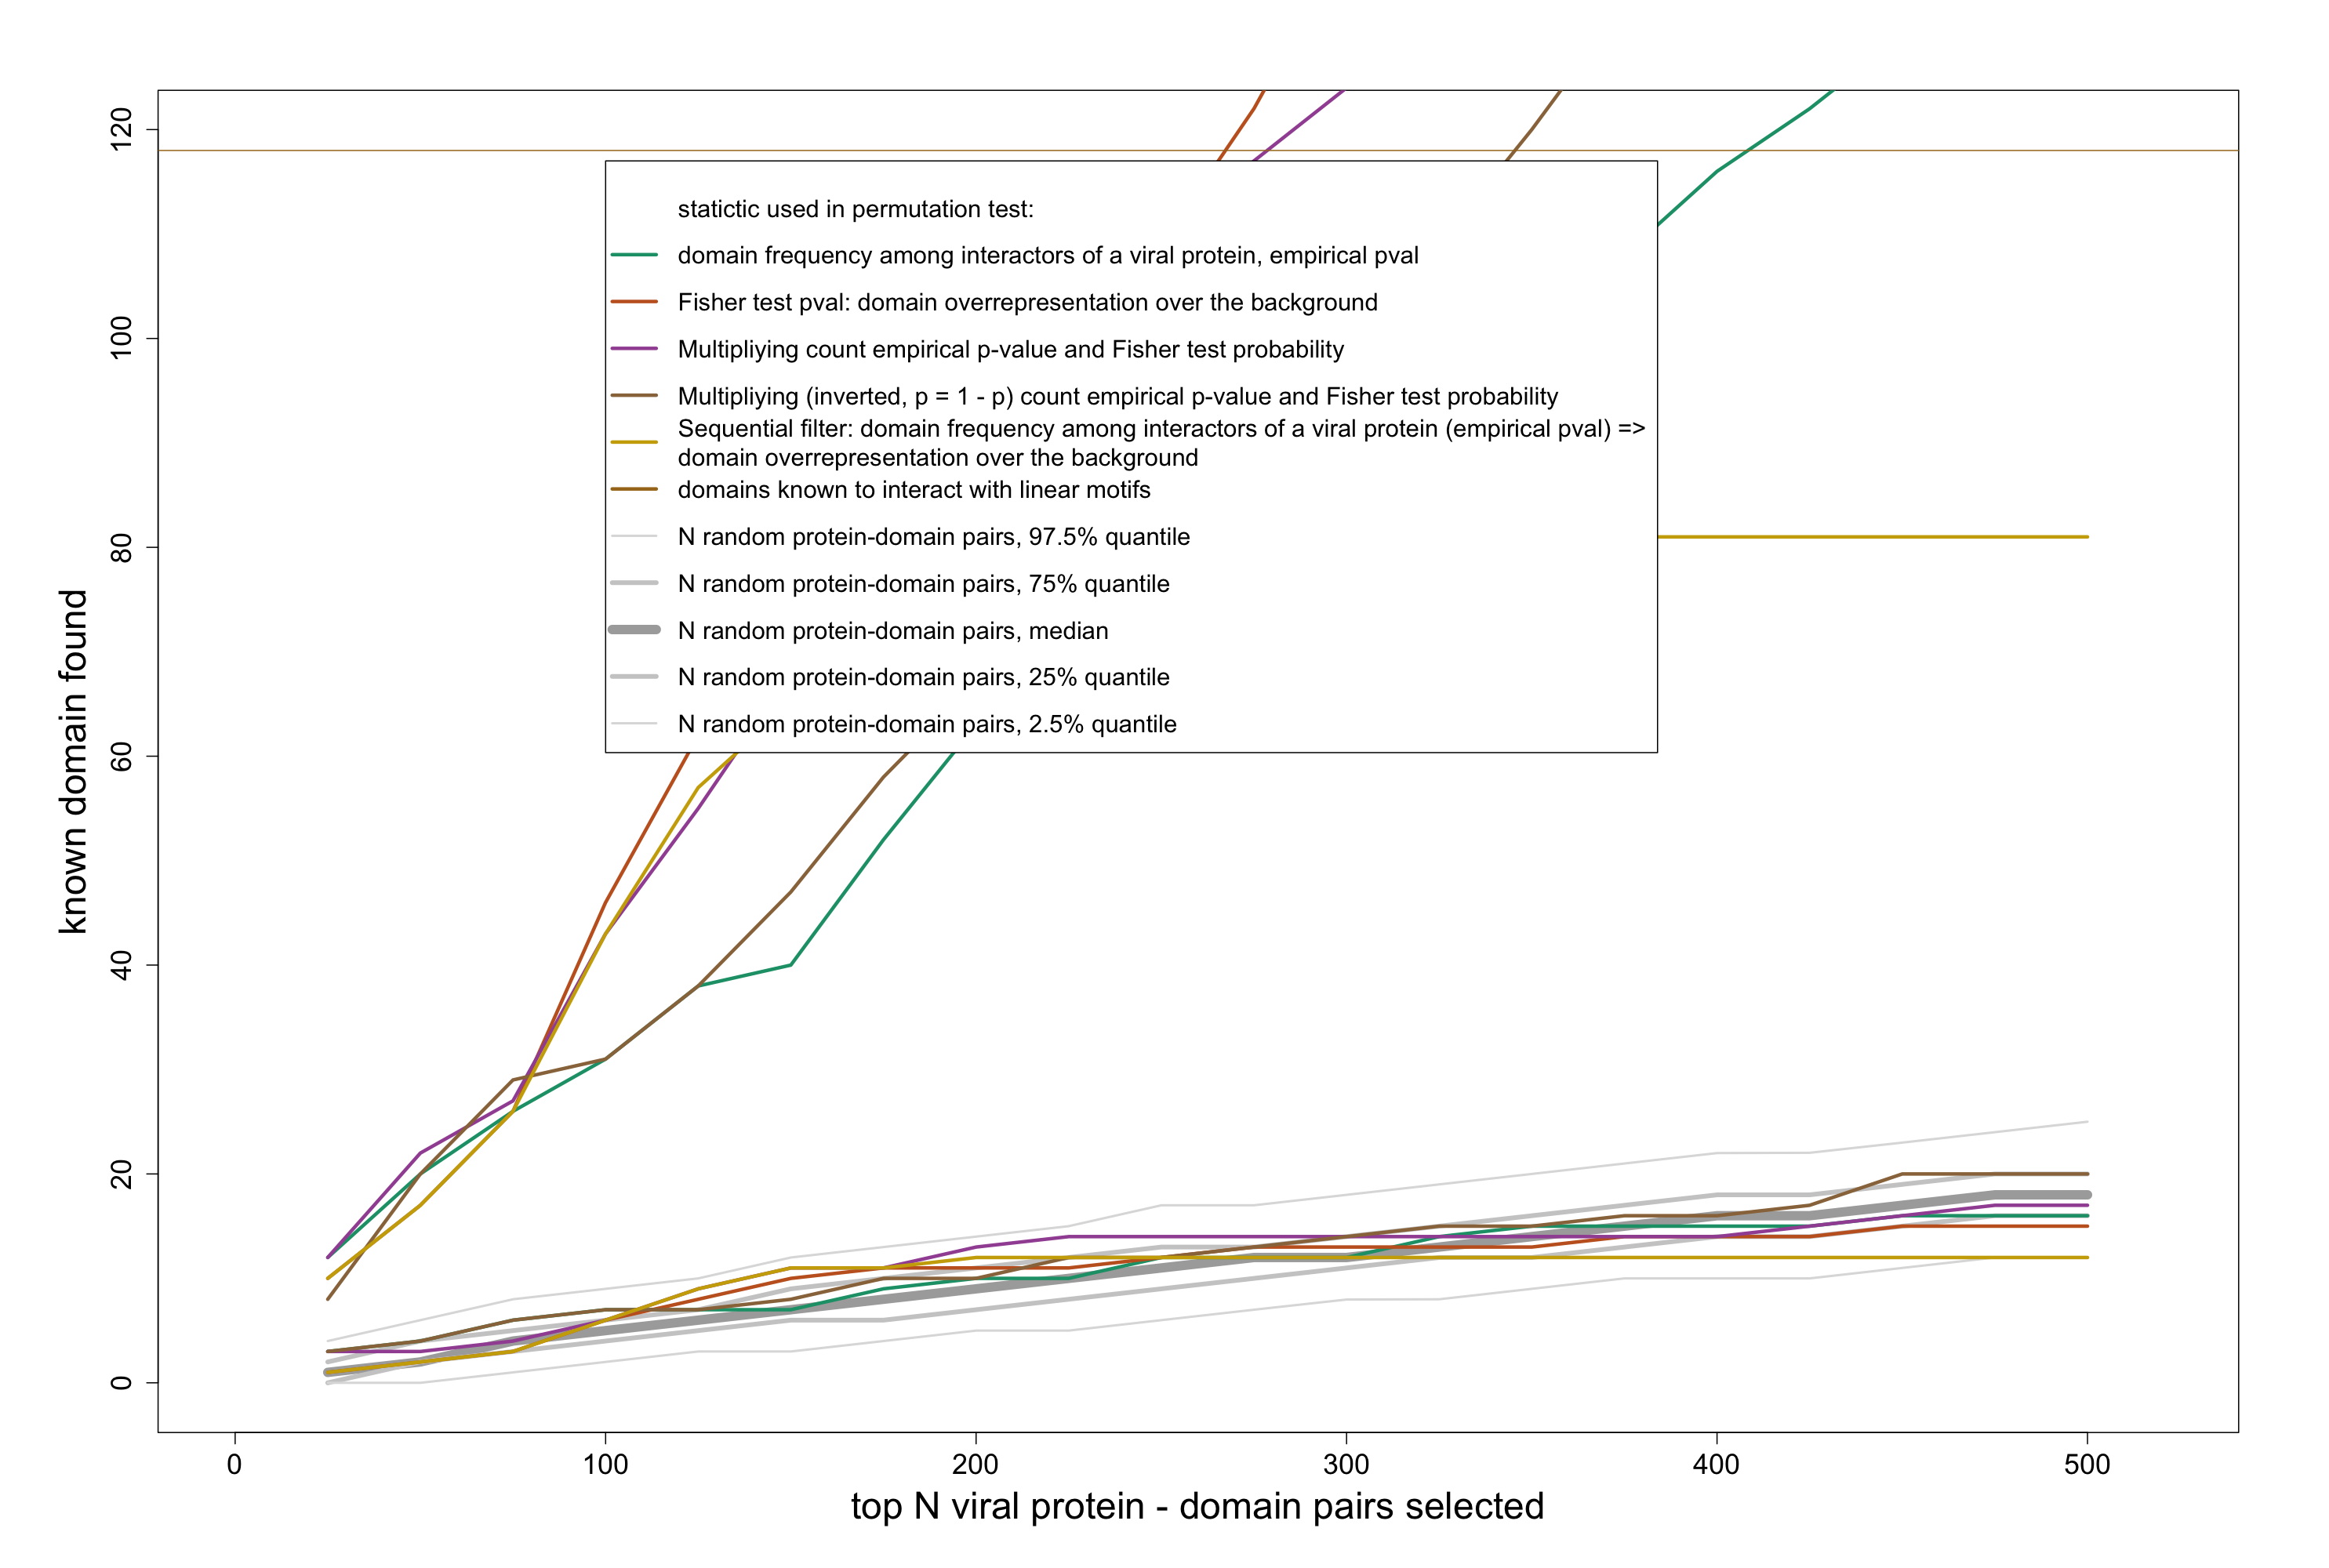 120
100
80
60
40
20
0
known domain found
statictic used in permutation test:
domain frequency among interactors of a viral protein, empirical pval
Fisher test pval: domain overrepresentation over the background
Multipliying count empirical p-value and Fisher test probability
Multipliying (inverted, p = 1 - p) count empirical p-value and Fisher test probability
Sequential filter: domain frequency among interactors of a viral protein (empirical pval) =>
domain overrepresentation over the background
domains known to interact with linear motifs
N random protein-domain pairs, 97.5% quantile
N random protein-domain pairs, 75% quantile
N random protein-domain pairs, median
N random protein-domain pairs, 25% quantile
N random protein-domain pairs, 2.5% quantile
0 100 200 300 400 500
top N viral protein - domain pairs selected